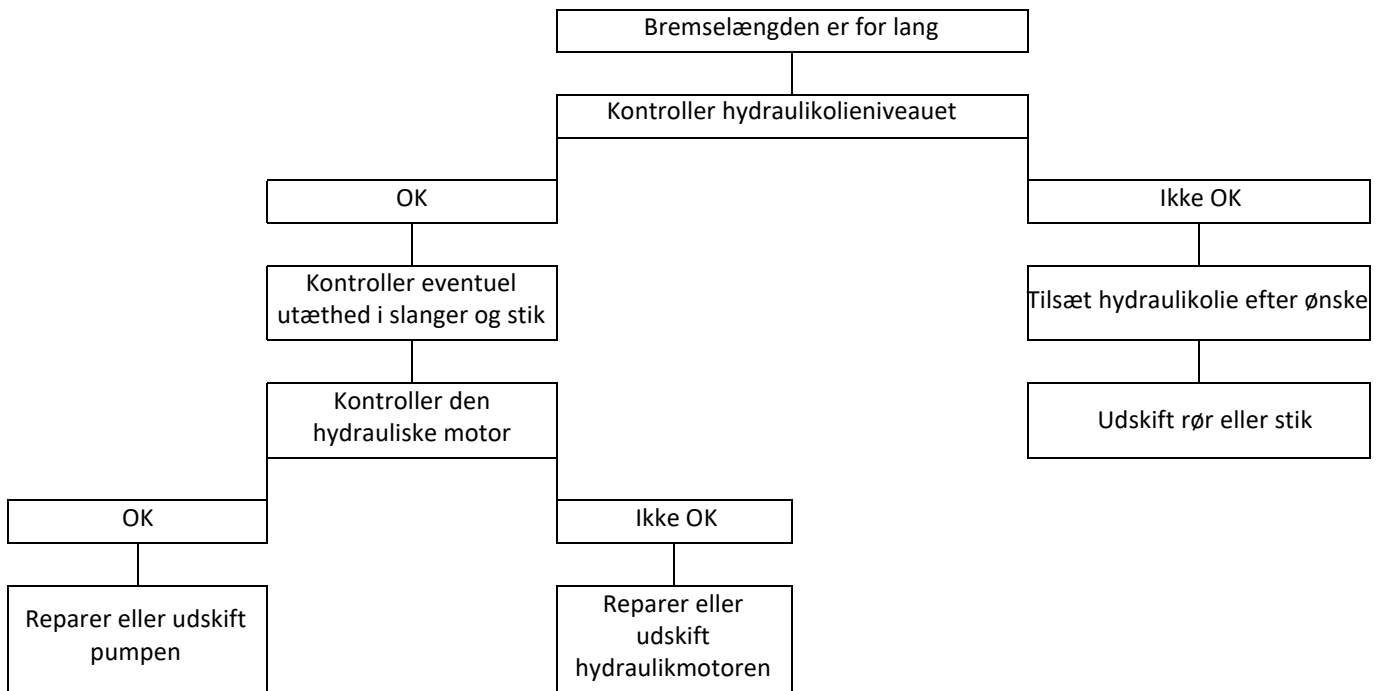 Bremselængden er for lang
Kontroller hydraulikolieniveauet
OK
Ikke OK
Kontroller eventuel
utæthed i slanger og stik
Tilsæt hydraulikolie efter ønske
Kontroller den
hydrauliske motor
Udskift rør eller stik
OK
Ikke OK
Reparer eller udskift
pumpen
Reparer eller
udskift
hydraulikmotoren